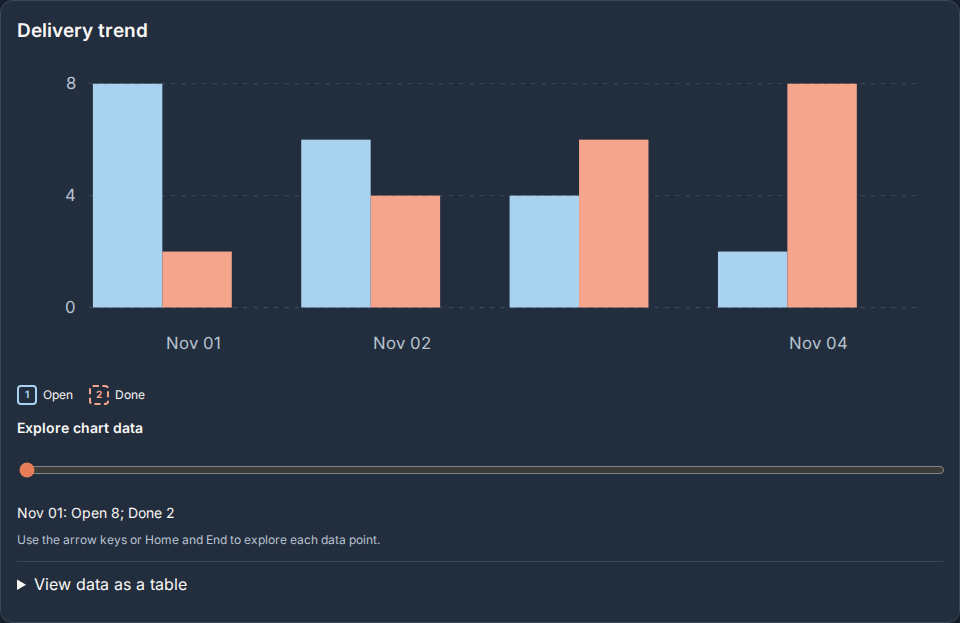 Delivery trend
8
4
0
Nov 01 Nov 02 Nov 04
1 Open 2 Done
Explore chart data
Nov 01: Open 8; Done 2
Use the arrow keys or Home and End to explore each data point.
View data as a table